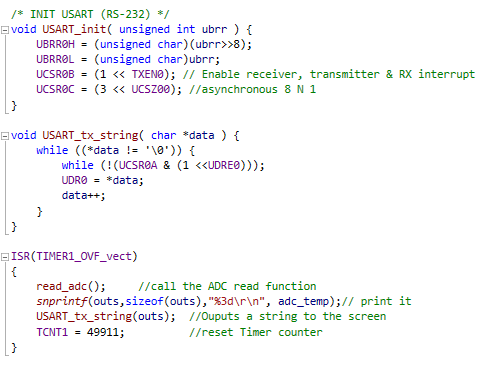 /* INIT USART (RS-232) */
void USART_init( unsigned int ubrr ) {
UBRR0H = (unsigned char)(ubrr>>8);
UBRR0L = (unsigned char)ubrr;
UCSR0B = (1 << TXEN0); // Enable receiver, transmitter & RX interrupt
UCSR0C = (3 << UCSZ00); //asynchronous 8 N 1
}
void USART_tx_string( char *data ) {
while ((*data != '\0')) {
while (!(UCSR0A & (1 <<UDRE0)));
UDR0 = *data;
data++;
}
}
ISR(TIMER1_OVF_vect)
{
read_adc(); //call the ADC read function
snprintf(outs,sizeof(outs),"%3d\r\n", adc_temp);// print it
USART_tx_string(outs); //Ouputs a string to the screen
TCNT1 = 49911; //reset Timer counter
}